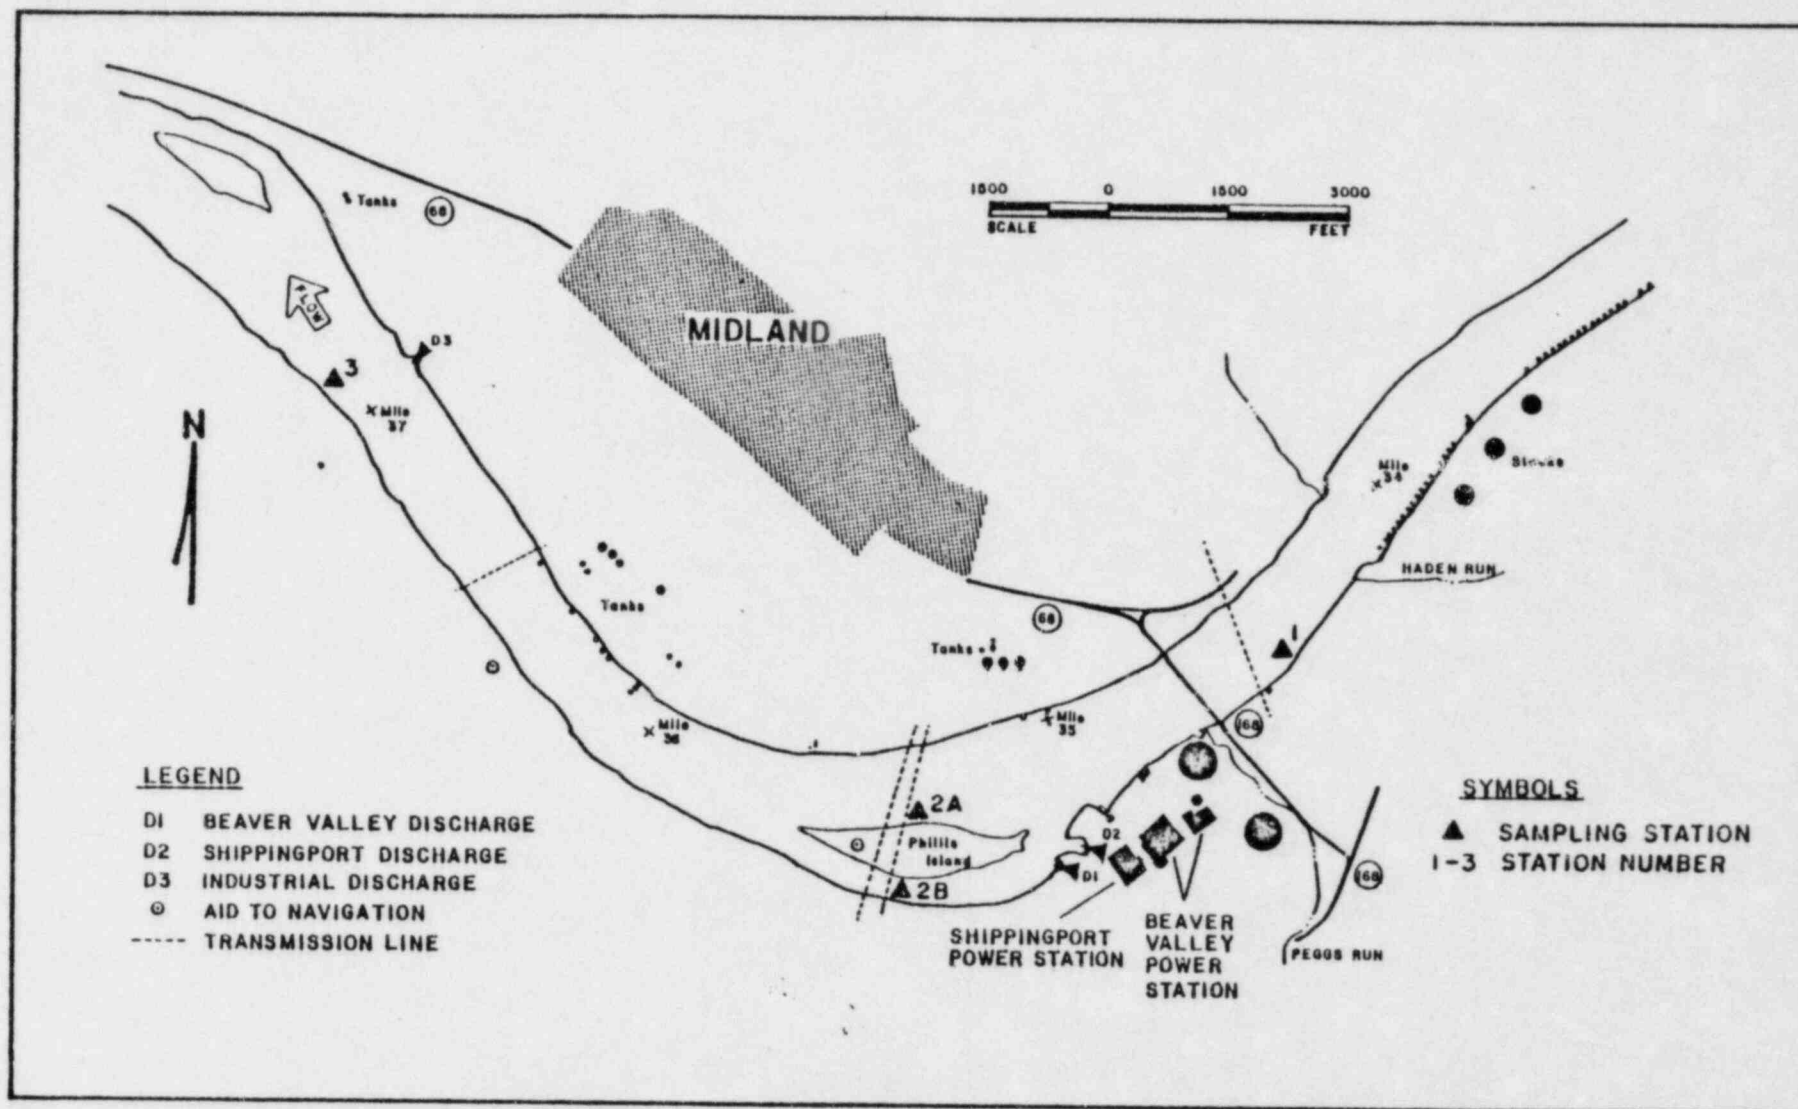 1500 0 1500 3000
SCALE FEET
Tanks
68
MIDLAND
FLOW
D3
3
Mile
37
N
Mile
34
HADEN RUN
Tanks
68
1
Tanks
Mile
35
Mile
36
168
2A
Phillis
Island
D2
D1
2B
168
SHIPPINGPORT
POWER STATION
BEAVER
VALLEY
POWER
STATION
PEGGS RUN
LEGEND
D1 BEAVER VALLEY DISCHARGE
D2 SHIPPINGPORT DISCHARGE
D3 INDUSTRIAL DISCHARGE
AID TO NAVIGATION
TRANSMISSION LINE
SYMBOLS
SAMPLING STATION
1-3 STATION NUMBER